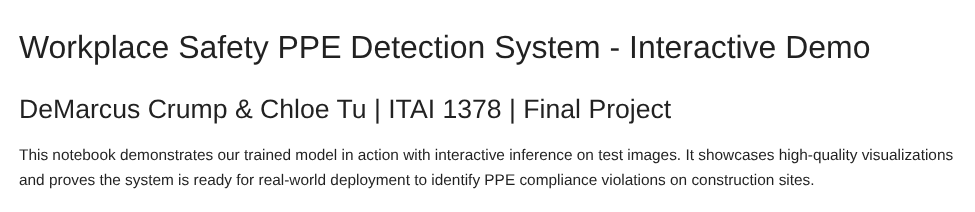 Workplace Safety PPE Detection System - Interactive Demo
DeMarcus Crump & Chloe Tu | ITAI 1378 | Final Project
This notebook demonstrates our trained model in action with interactive inference on test images. It showcases high-quality visualizations
and proves the system is ready for real-world deployment to identify PPE compliance violations on construction sites.